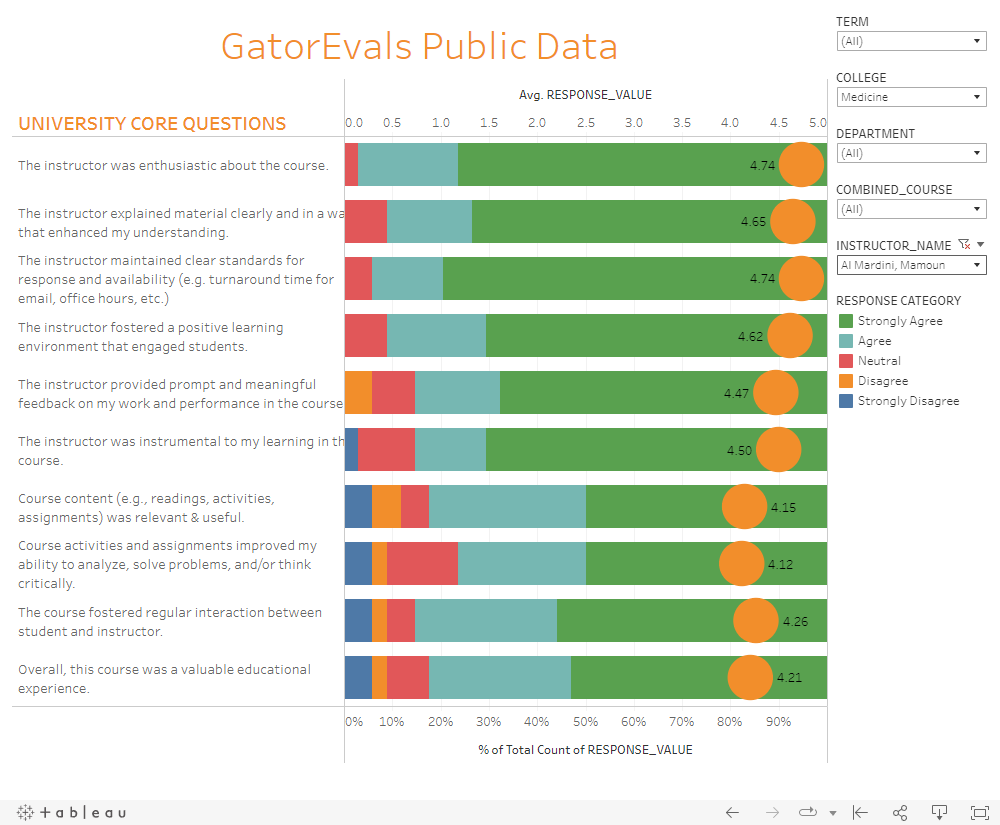 GatorEvals Public Data
TERM
(All)
COLLEGE
Medicine
DEPARTMENT
(All)
COMBINED_COURSE
(All)
INSTRUCTOR_NAME
Al Mardini, Mamoun
RESPONSE CATEGORY
Strongly Agree
Agree
Neutral
Disagree
Strongly Disagree
Avg. RESPONSE_VALUE
UNIVERSITY CORE QUESTIONS
0.0 0.5 1.0 1.5 2.0 2.5 3.0 3.5 4.0 4.5 5.0
The instructor was enthusiastic about the course.
4.74
The instructor explained material clearly and in a wa
that enhanced my understanding.
4.65
The instructor maintained clear standards for
response and availability (e.g. turnaround time for
email, office hours, etc.)
4.74
The instructor fostered a positive learning
environment that engaged students.
4.62
The instructor provided prompt and meaningful
feedback on my work and performance in the course
4.47
The instructor was instrumental to my learning in th
course.
4.50
Course content (e.g., readings, activities,
assignments) was relevant & useful.
4.15
Course activities and assignments improved my
ability to analyze, solve problems, and/or think
critically.
4.12
The course fostered regular interaction between
student and instructor.
4.26
Overall, this course was a valuable educational
experience.
4.21
0% 10% 20% 30% 40% 50% 60% 70% 80% 90%
% of Total Count of RESPONSE_VALUE
+ableau